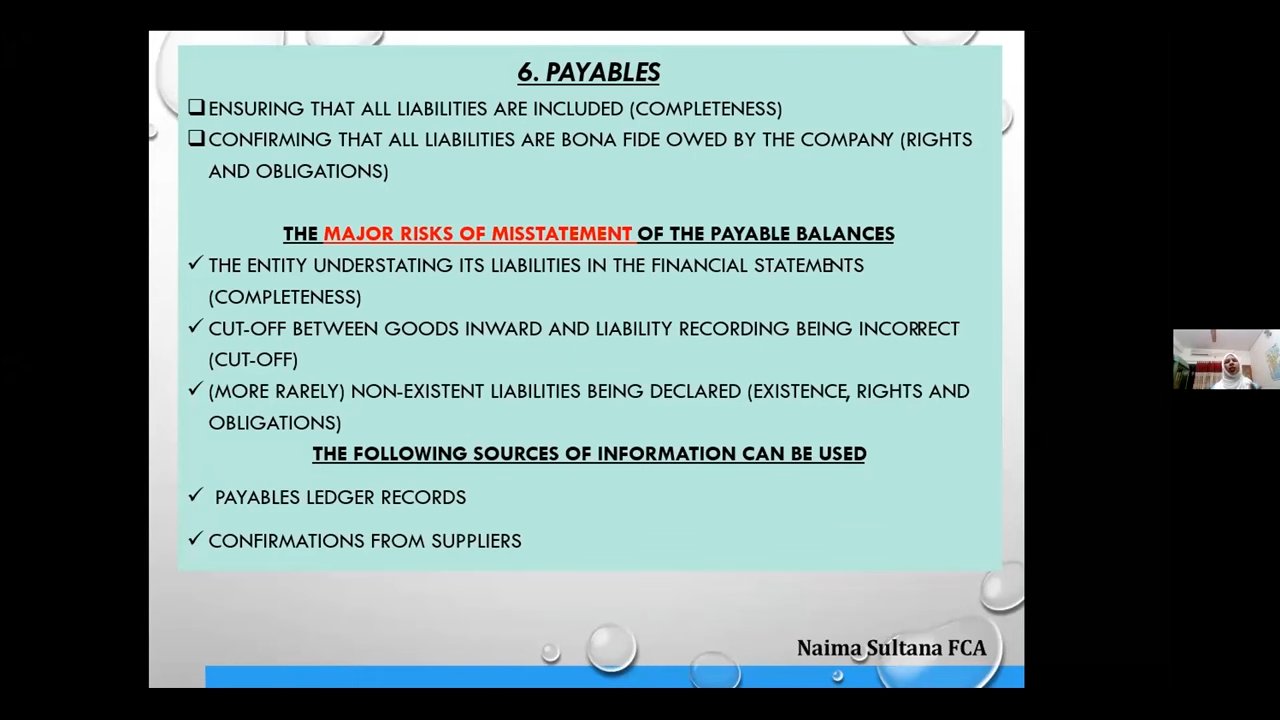 6. PAYABLES
ENSURING THAT ALL LIABILITIES ARE INCLUDED (COMPLETENESS)
CONFIRMING THAT ALL LIABILITIES ARE BONA FIDE OWED BY THE COMPANY (RIGHTS
AND OBLIGATIONS)
THE MAJOR RISKS OF MISSTATEMENT OF THE PAYABLE BALANCES
THE ENTITY UNDERSTATING ITS LIABILITIES IN THE FINANCIAL STATEMENTS
(COMPLETENESS)
CUT-OFF BETWEEN GOODS INWARD AND LIABILITY RECORDING BEING INCORRECT
(CUT-OFF)
(MORE RARELY) NON-EXISTENT LIABILITIES BEING DECLARED (EXISTENCE, RIGHTS AND
OBLIGATIONS)
THE FOLLOWING SOURCES OF INFORMATION CAN BE USED
PAYABLES LEDGER RECORDS
CONFIRMATIONS FROM SUPPLIERS
Naima Sultana FCA